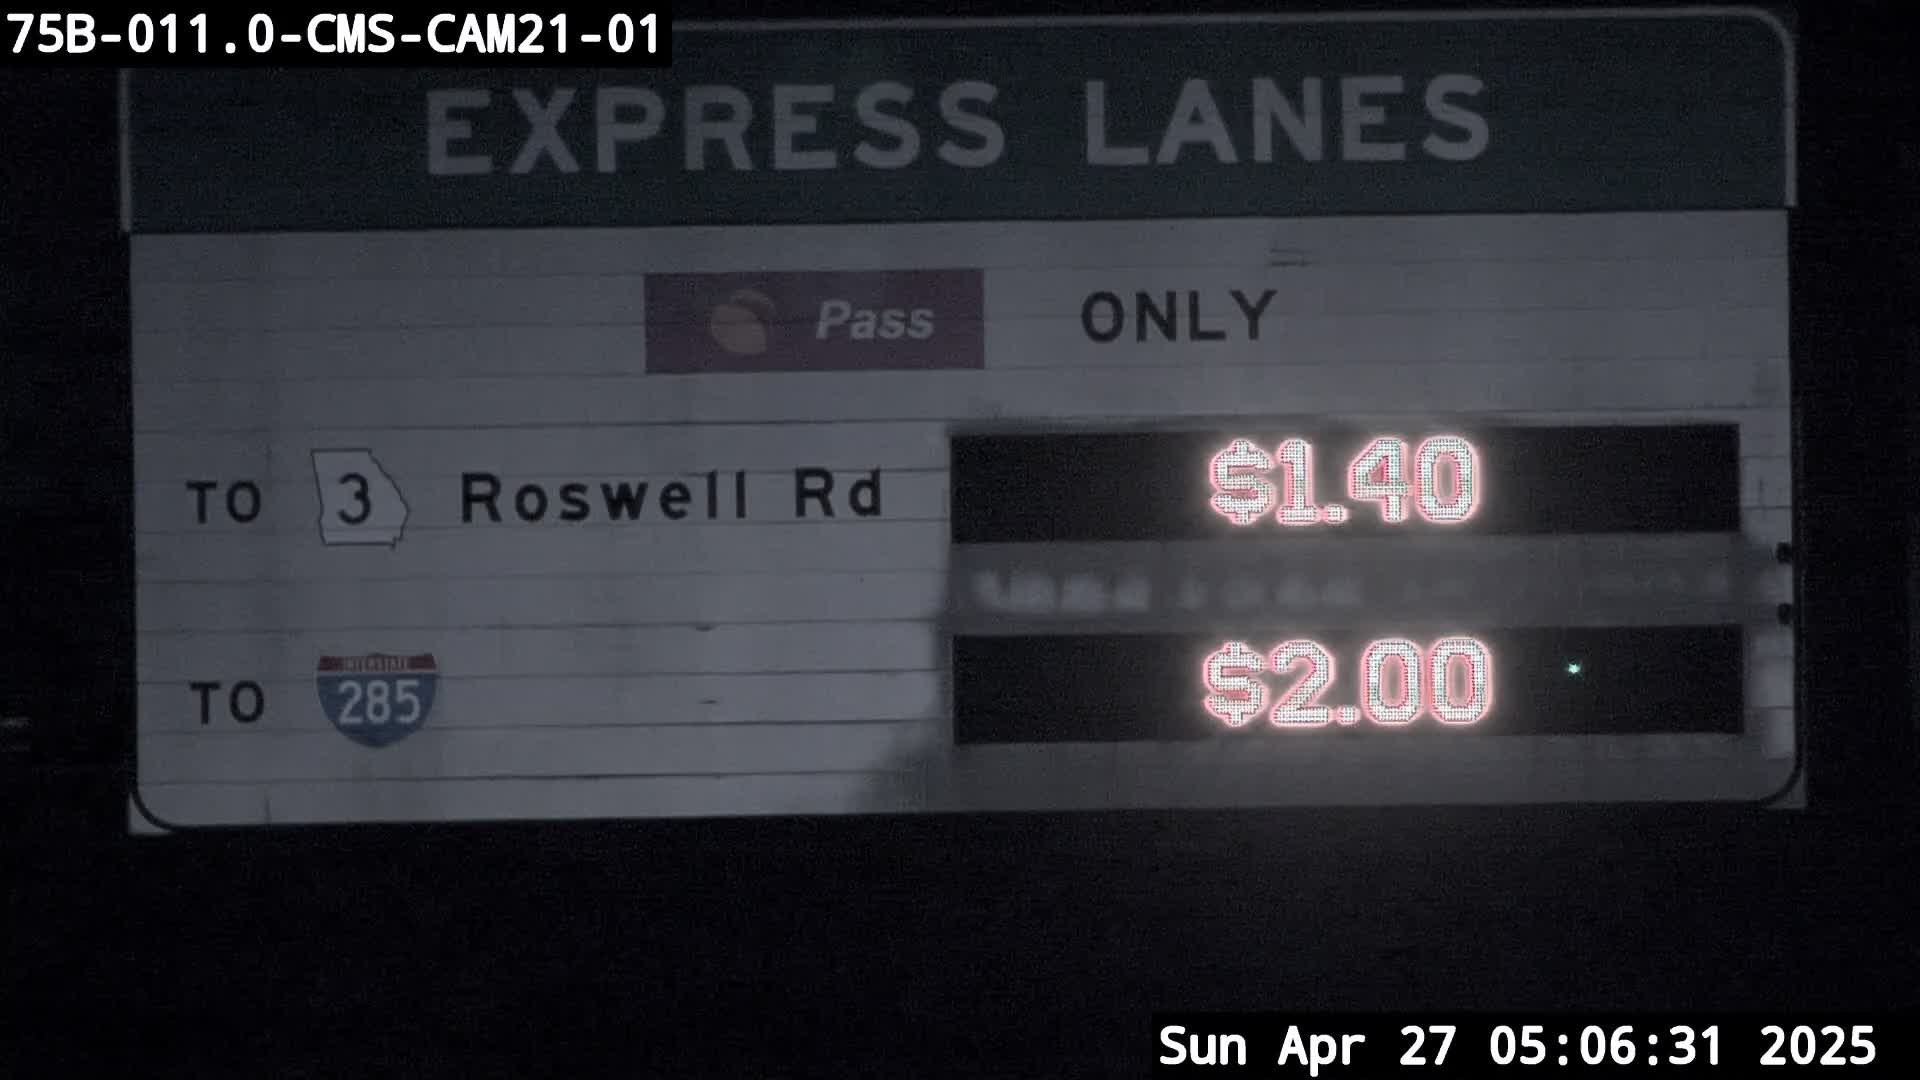 75B-011.0-CMS-CAM21-01
EXPRESS LANES
Pass ONLY
TO 3 Roswell Rd $1.40
TO INTERSTATE 285 $2.00
Sun Apr 27 05:06:31 2025